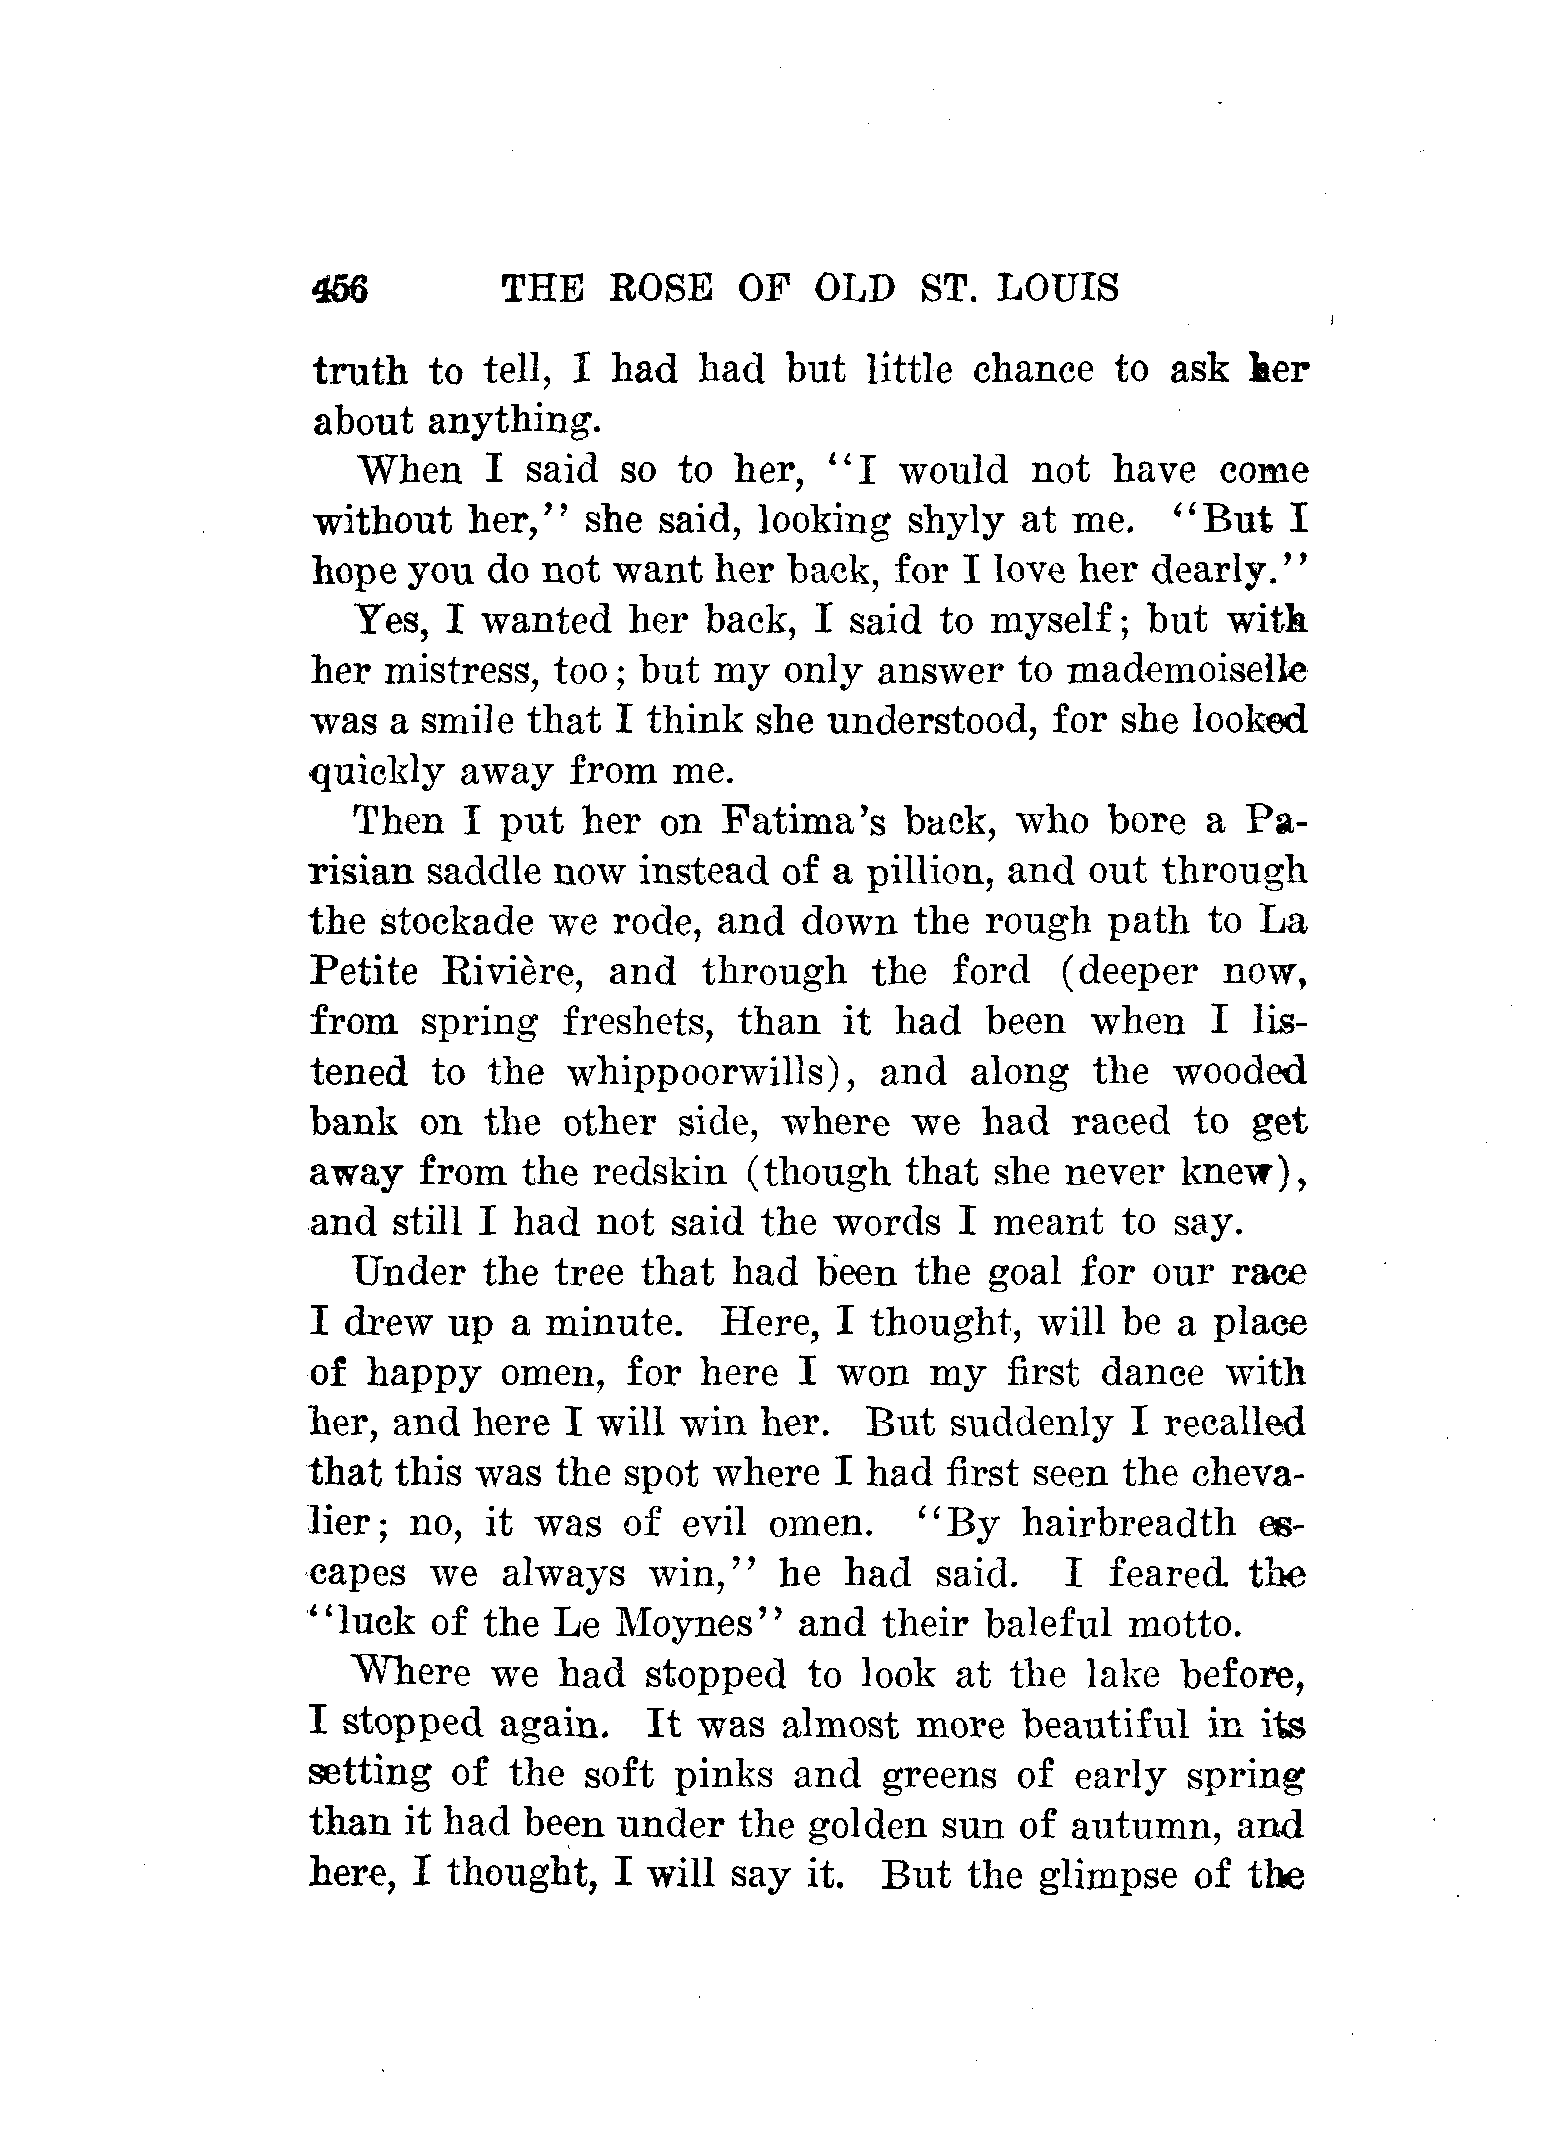 456 THE ROSE OF OLD ST. LOUIS
truth to tell, I had had but little chance to ask her
about anything.
When I said so to her, "I would not have come
without her," she said, looking shyly at me. "But I
hope you do not want her back, for I love her dearly."
Yes, I wanted her back, I said to myself; but with
her mistress, too; but my only answer to mademoiselle
was a smile that I think she understood, for she looked
quickly away from me.
Then I put her on Fatima's back, who bore a Pa-
risian saddle now instead of a pillion, and out through
the stockade we rode, and down the rough path to La
Petite Rivière, and through the ford (deeper now,
from spring freshets, than it had been when I lis-
tened to the whippoorwills), and along the wooded
bank on the other side, where we had raced to get
away from the redskin (though that she never knew),
and still I had not said the words I meant to say.
Under the tree that had been the goal for our race
I drew up a minute. Here, I thought, will be a place
of happy omen, for here I won my first dance with
her, and here I will win her. But suddenly I recalled
that this was the spot where I had first seen the cheva-
lier; no, it was of evil omen. "By hairbreadth es-
capes we always win," he had said. I feared the
"luck of the Le Moynes" and their baleful motto.
Where we had stopped to look at the lake before,
I stopped again. It was almost more beautiful in its
setting of the soft pinks and greens of early spring
than it had been under the golden sun of autumn, and
here, I thought, I will say it. But the glimpse of the